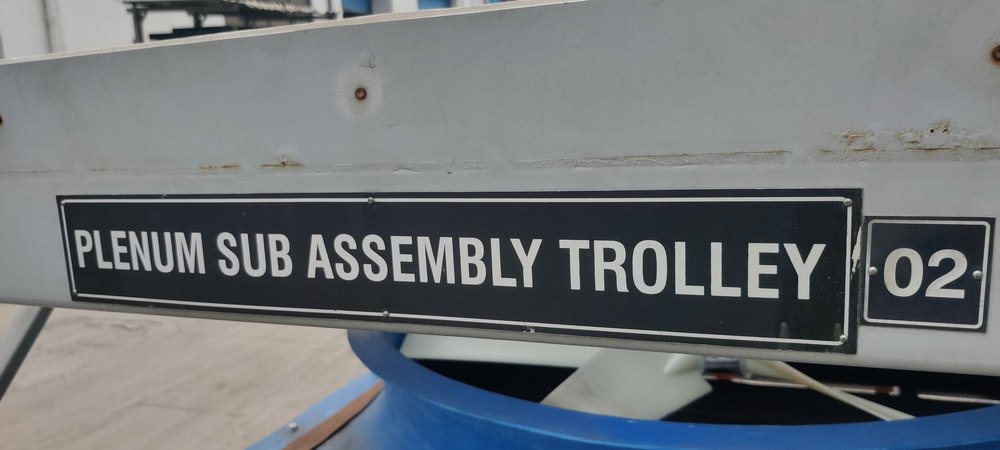 PLENUM SUB ASSEMBLY TROLLEY 02